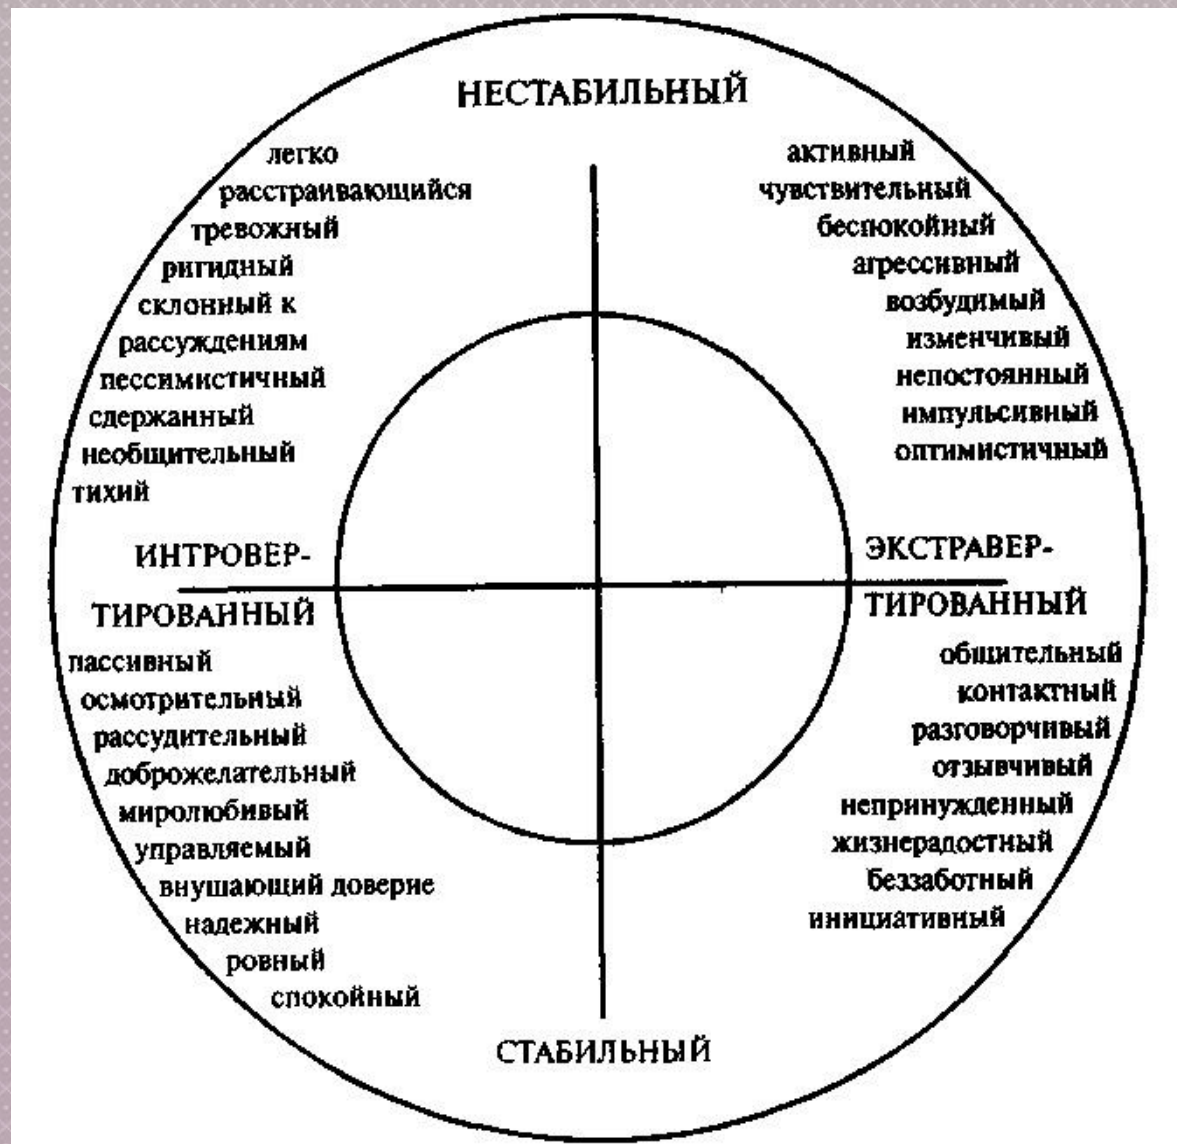 НЕСТАБИЛЬНЫЙ
легко
расстраивающийся
тревожный
ригидный
склонный к
рассуждениям
пессимистичный
сдержанный
необщительный
тихий
активный
чувствительный
беспокойный
агрессивный
возбудимый
изменчивый
непостоянный
импульсивный
оптимистичный
ИНТРОВЕР-
ТИРОВАННЫЙ
ЭКСТРАВЕР-
ТИРОВАННЫЙ
пассивный
осмотрительный
рассудительный
доброжелательный
миролюбивый
управляемый
внушающий доверие
надежный
ровный
спокойный
общительный
контактный
разговорчивый
отзывчивый
непринужденный
жизнерадостный
беззаботный
инициативный
СТАБИЛЬНЫЙ